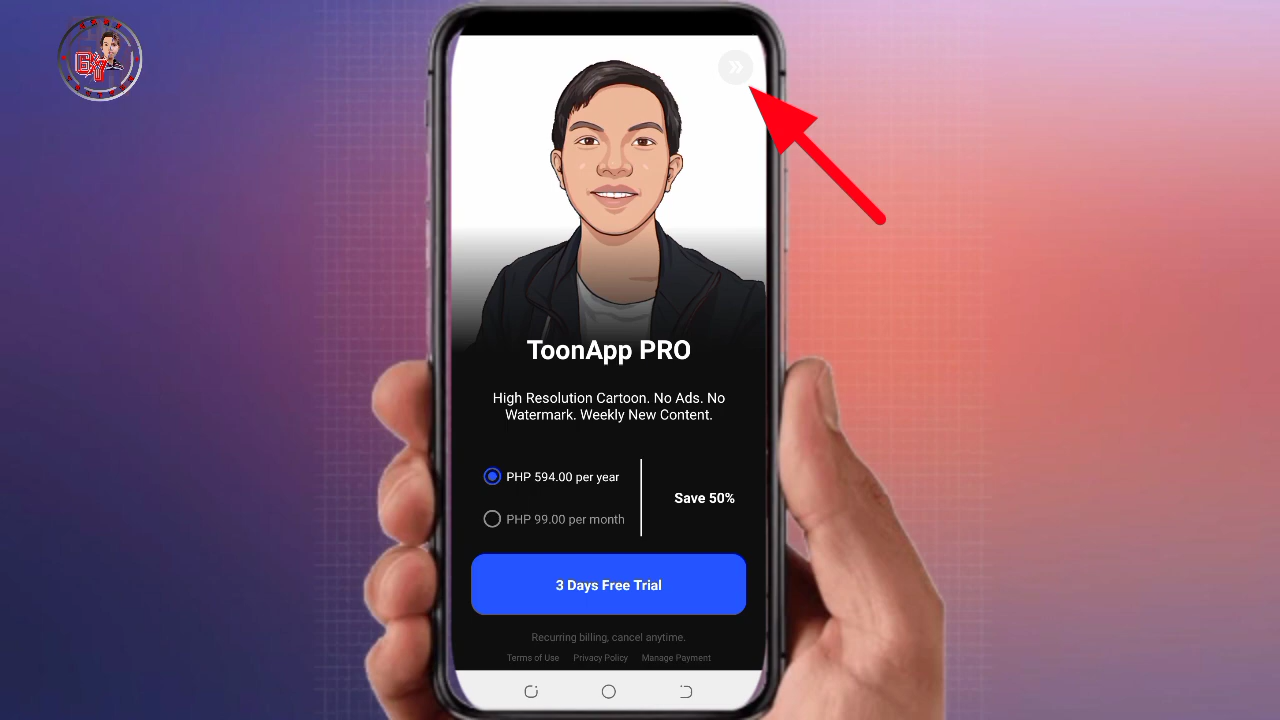 GY
ToonApp PRO
High Resolution Cartoon. No Ads. No
Watermark. Weekly New Content.
PHP 594.00 per year
Save 50%
PHP 99.00 per month
3 Days Free Trial
Recurring billing, cancel anytime.
Terms of Use Privacy Policy Manage Payment